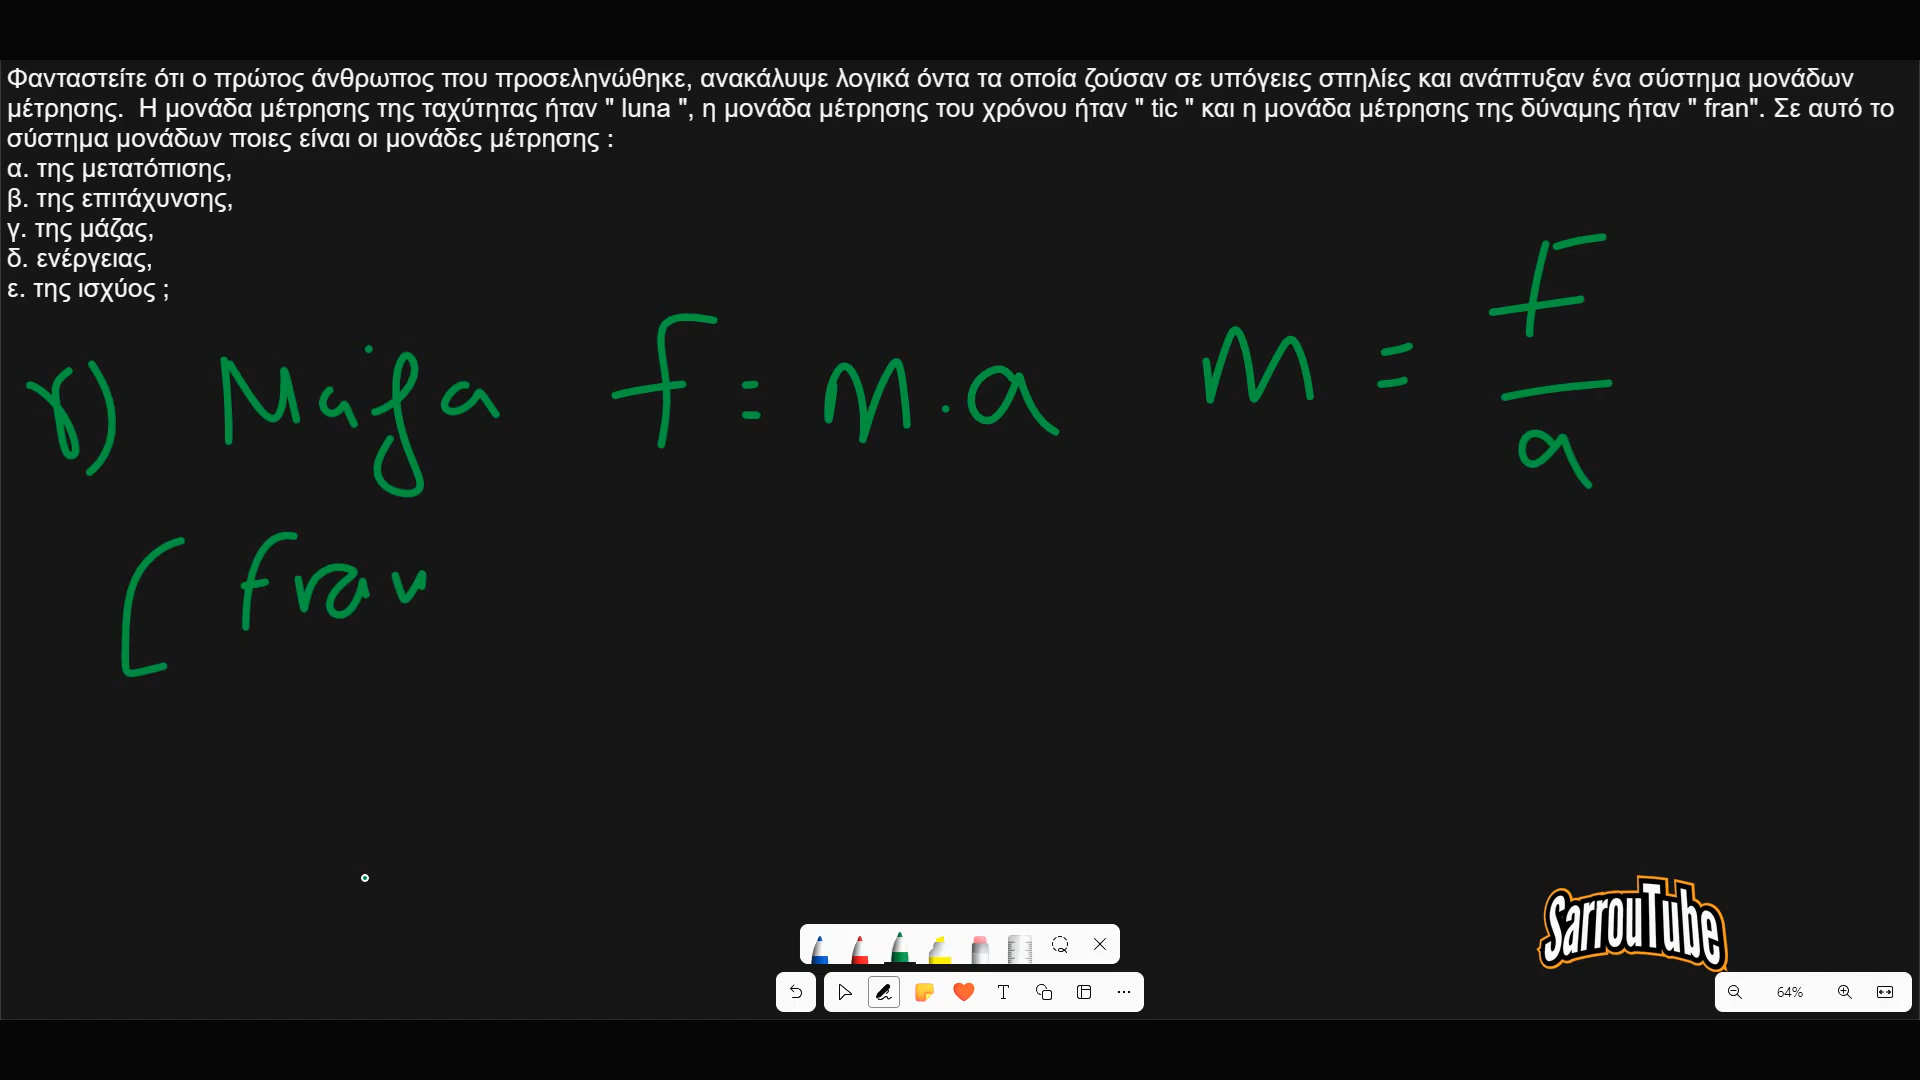 Φανταστείτε ότι ο πρώτος άνθρωπος που προσεληνώθηκε, ανακάλυψε λογικά όντα τα οποία ζούσαν σε υπόγειες σπηλίες και ανάπτυξαν ένα σύστημα μονάδων
μέτρησης.  Η μονάδα μέτρησης της ταχύτητας ήταν " luna ", η μονάδα μέτρησης του χρόνου ήταν " tic " και η μονάδα μέτρησης της δύναμης ήταν " fran". Σε αυτό το
σύστημα μονάδων ποιες είναι οι μονάδες μέτρησης :
α. της μετατόπισης,
β. της επιτάχυνσης,
γ. της μάζας,
δ. ενέργειας,
ε. της ισχύος ;
γ) Μάζα F = m . a m = F / a
[ fran
SarrouTube
64%